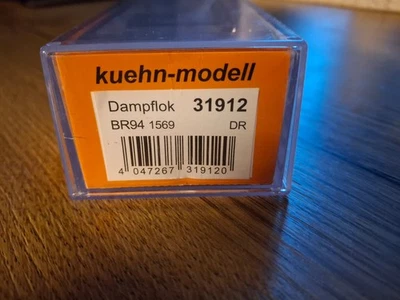 kuehn-modell
Dampflok 31912
BR94 1569 DR
4 047267 319120